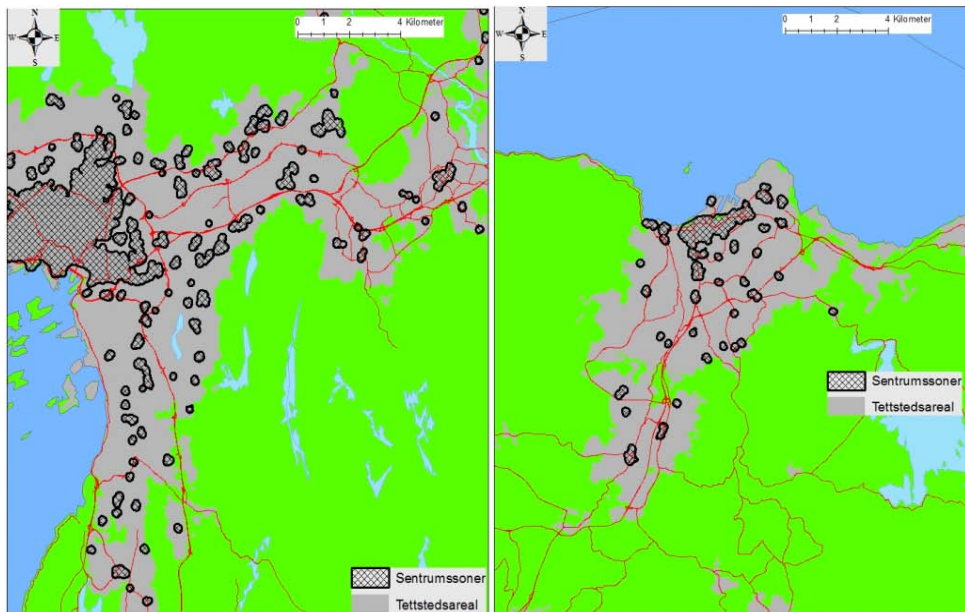 N
W E
S
0 1 2 4 Kilometer
Sentrumssoner
Tettstedsareal
N
W E
S
0 1 2 4 Kilometer
Sentrumssoner
Tettstedsareal